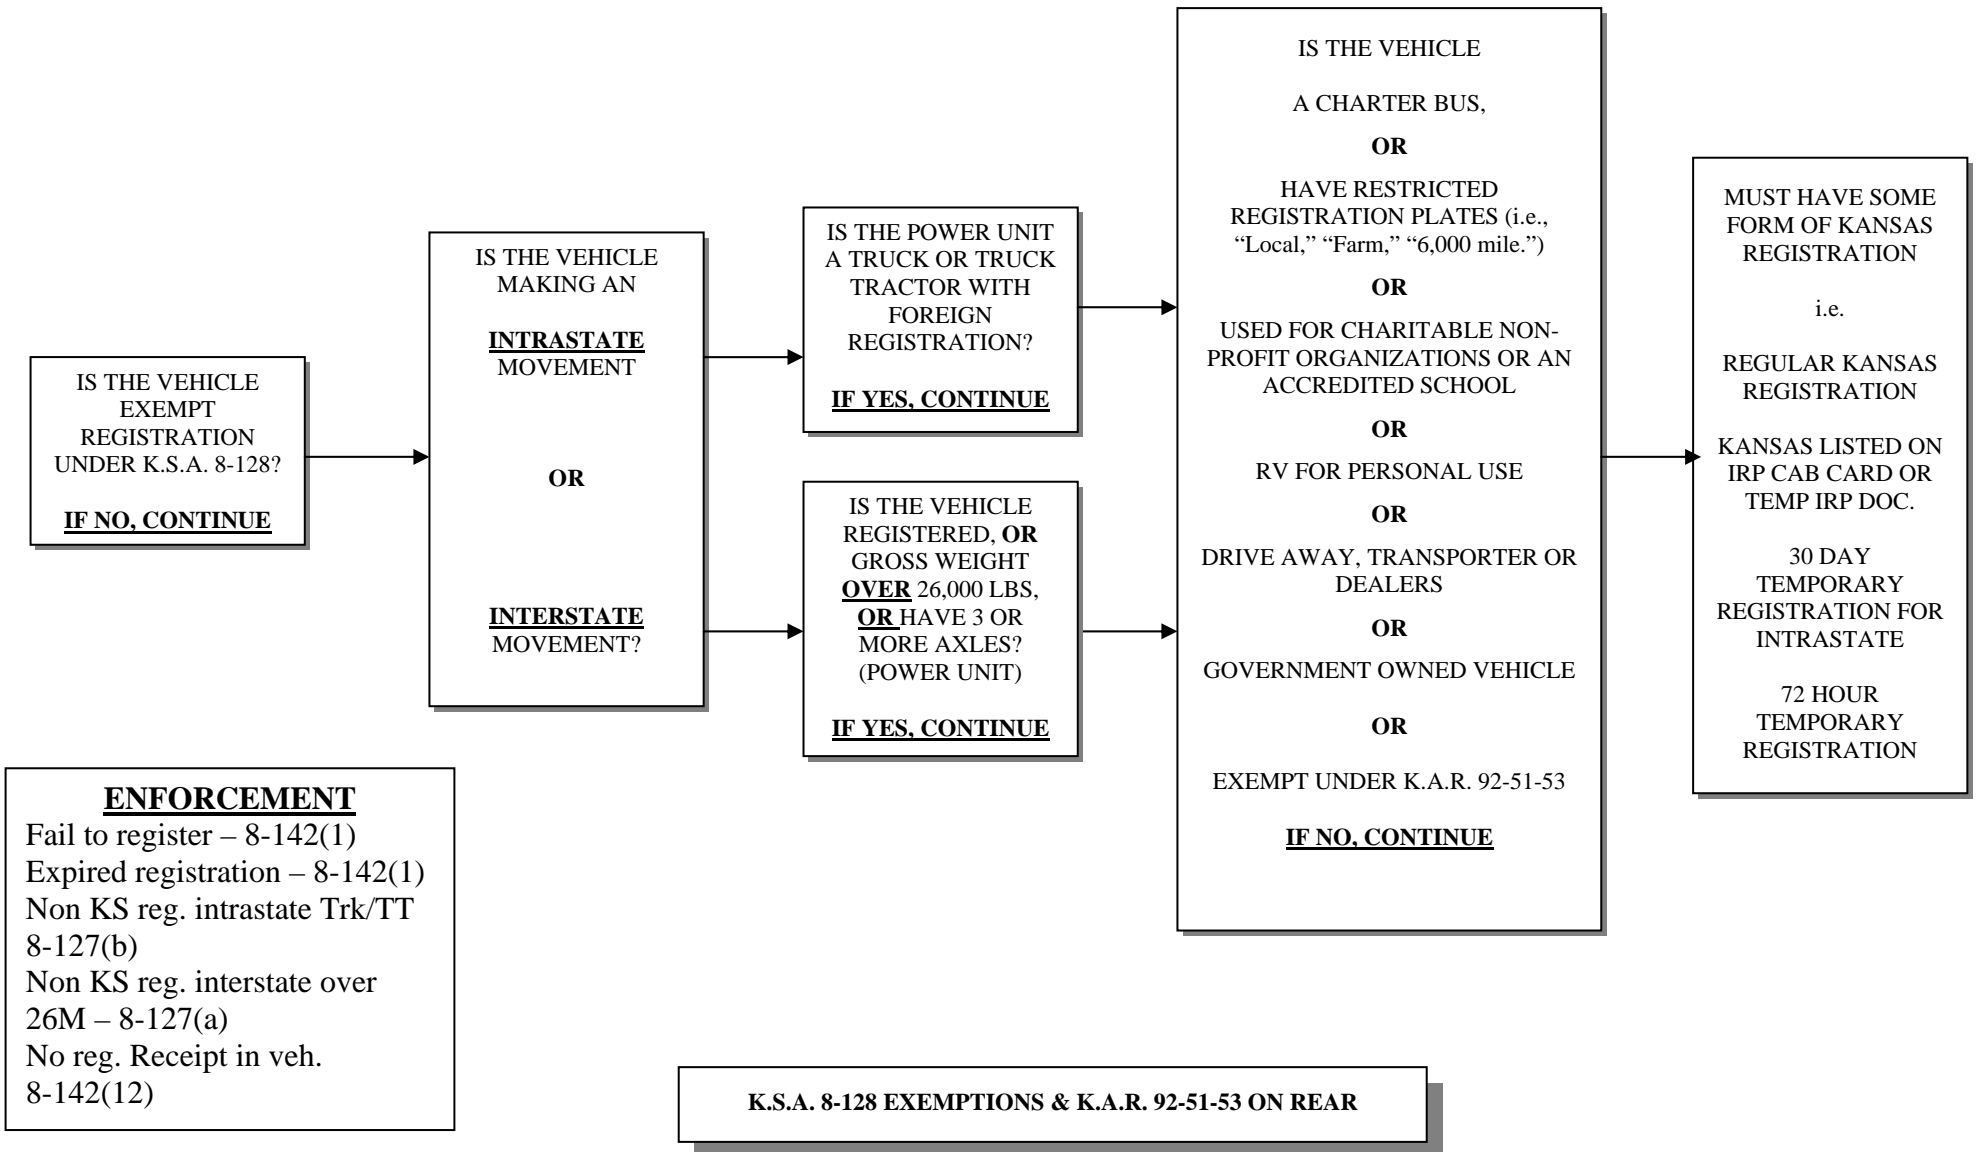 IS THE VEHICLE
EXEMPT
REGISTRATION
UNDER K.S.A. 8-128?
IF NO, CONTINUE
IS THE VEHICLE
MAKING AN
INTRASTATE
MOVEMENT
OR
INTERSTATE
MOVEMENT?
IS THE POWER UNIT
A TRUCK OR TRUCK
TRACTOR WITH
FOREIGN
REGISTRATION?
IF YES, CONTINUE
IS THE VEHICLE
REGISTERED, OR
GROSS WEIGHT
OVER 26,000 LBS,
OR HAVE 3 OR
MORE AXLES?
(POWER UNIT)
IF YES, CONTINUE
IS THE VEHICLE
A CHARTER BUS,
OR
HAVE RESTRICTED
REGISTRATION PLATES (i.e.,
“Local,” “Farm,” “6,000 mile.”)
OR
USED FOR CHARITABLE NON-
PROFIT ORGANIZATIONS OR AN
ACCREDITED SCHOOL
OR
RV FOR PERSONAL USE
OR
DRIVE AWAY, TRANSPORTER OR
DEALERS
OR
GOVERNMENT OWNED VEHICLE
OR
EXEMPT UNDER K.A.R. 92-51-53
IF NO, CONTINUE
MUST HAVE SOME
FORM OF KANSAS
REGISTRATION
i.e.
REGULAR KANSAS
REGISTRATION
KANSAS LISTED ON
IRP CAB CARD OR
TEMP IRP DOC.
30 DAY
TEMPORARY
REGISTRATION FOR
INTRASTATE
72 HOUR
TEMPORARY
REGISTRATION
ENFORCEMENT
Fail to register – 8-142(1)
Expired registration – 8-142(1)
Non KS reg. intrastate Trk/TT
8-127(b)
Non KS reg. interstate over
26M – 8-127(a)
No reg. Receipt in veh.
8-142(12)
K.S.A. 8-128 EXEMPTIONS & K.A.R. 92-51-53 ON REAR